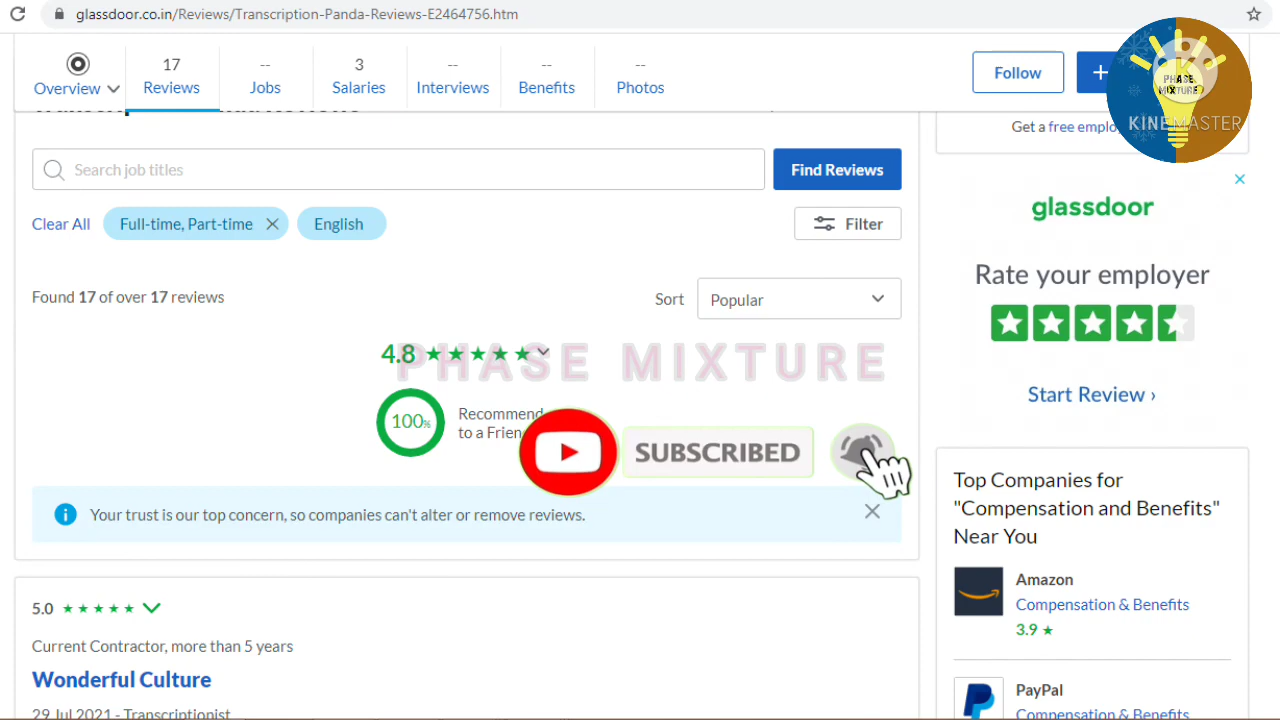 glassdoor.co.in/Reviews/Transcription-Panda-Reviews-E2464756.htm
Overview
17
Reviews
--
Jobs
3
Salaries
--
Interviews
--
Benefits
--
Photos
Follow
+
PHASE
MIXTURE
KINEMASTER
Get a free emplo
Search job titles
Find Reviews
Clear All
Full-time, Part-time
English
Filter
Found 17 of over 17 reviews
Sort
Popular
4.8
PHASE MIXTURE
100%
Recommend
to a Frien
SUBSCRIBED
Your trust is our top concern, so companies can't alter or remove reviews.
5.0
Current Contractor, more than 5 years
Wonderful Culture
29 Jul 2021 - Transcriptionist
glassdoor
Rate your employer
Start Review ›
Top Companies for
"Compensation and Benefits"
Near You
Amazon
Compensation & Benefits
3.9
PayPal
Compensation & Benefits